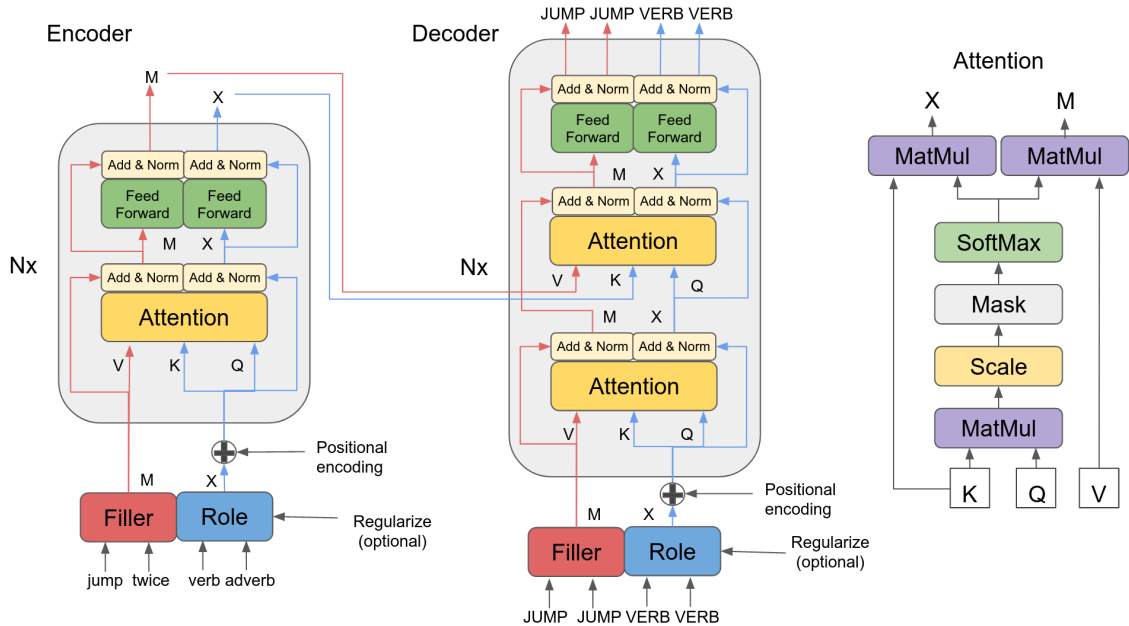 Encoder
M
X
Add & Norm
Add & Norm
Feed
Forward
Feed
Forward
M
X
Nx
Add & Norm
Add & Norm
Attention
V
K
Q
Positional
encoding
M
X
Filler
Role
Regularize
(optional)
jump
twice
verb
adverb
Decoder
JUMP
JUMP
VERB
VERB
Add & Norm
Add & Norm
Feed
Forward
Feed
Forward
M
X
Add & Norm
Add & Norm
Attention
Nx
V
K
Q
M
X
Add & Norm
Add & Norm
Attention
V
K
Q
Positional
encoding
M
X
Filler
Role
Regularize
(optional)
JUMP
JUMP
VERB
VERB
Attention
X
M
MatMul
MatMul
SoftMax
Mask
Scale
MatMul
K
Q
V